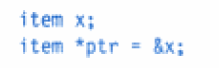 item x;
item *ptr = &x;